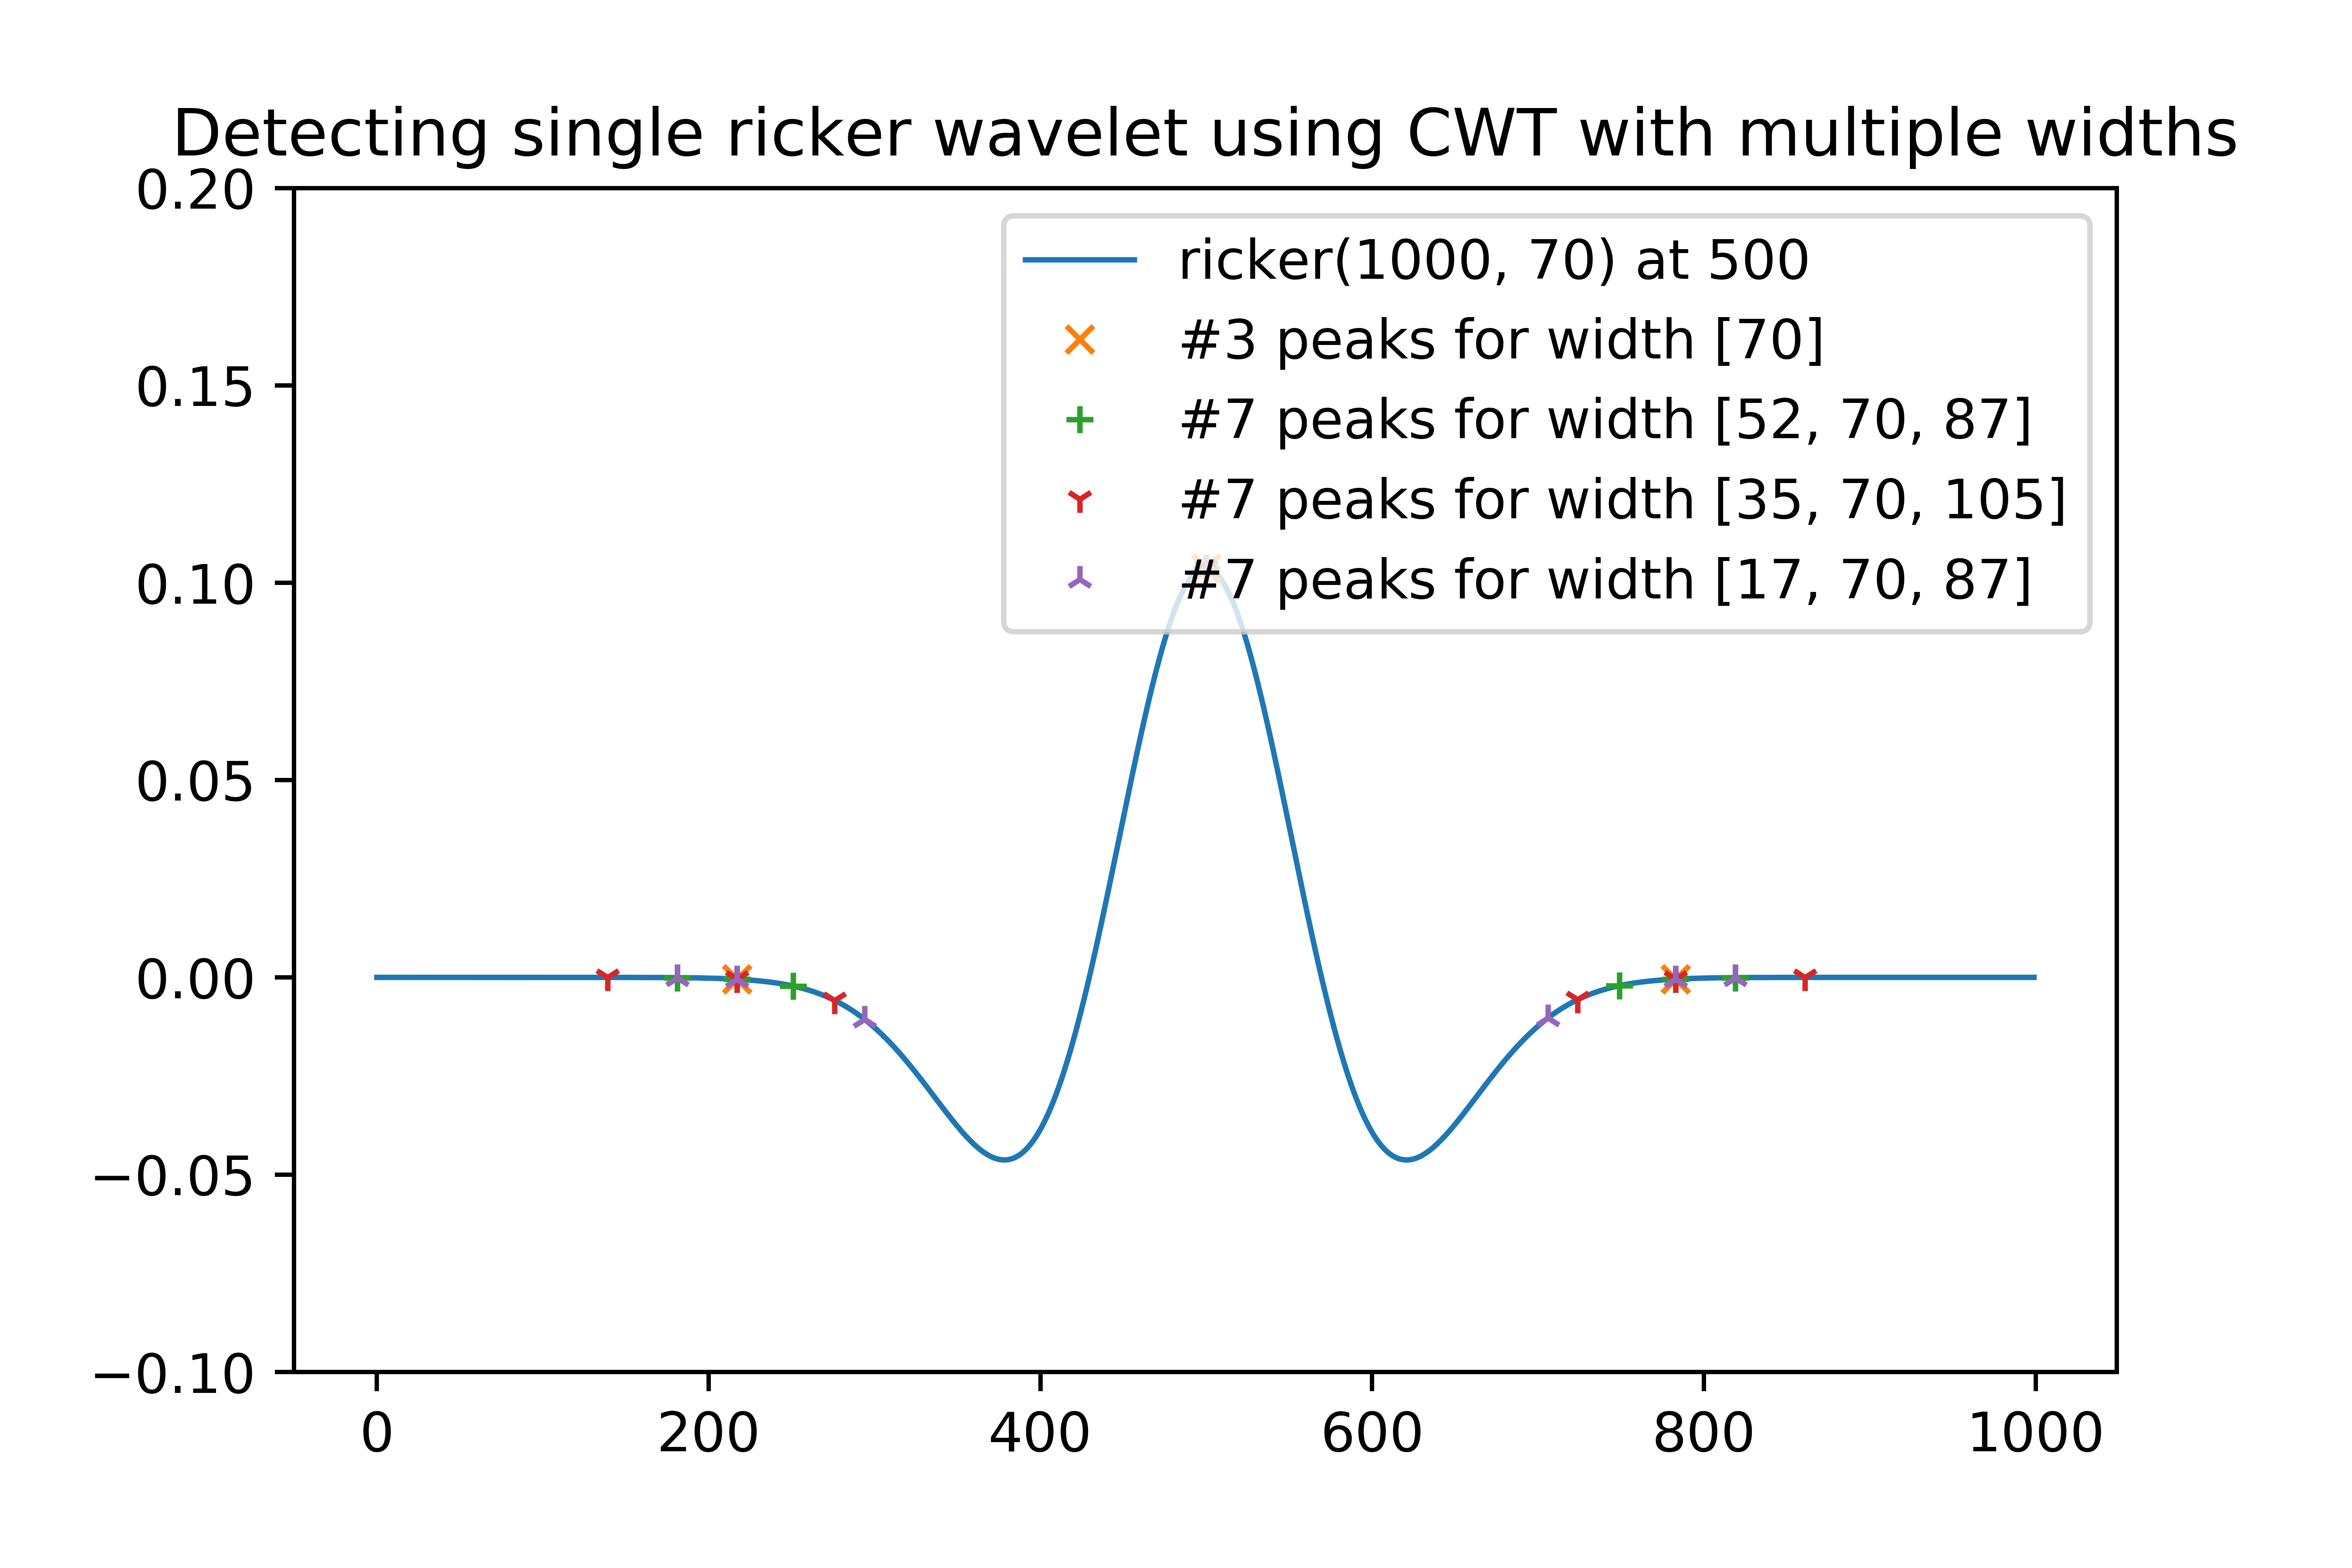 Detecting single ricker wavelet using CWT with multiple widths
0.20
0.15
0.10
0.05
0.00
−0.05
−0.10
ricker(1000, 70) at 500
#3 peaks for width [70]
#7 peaks for width [52, 70, 87]
#7 peaks for width [35, 70, 105]
#7 peaks for width [17, 70, 87]
0 200 400 600 800 1000